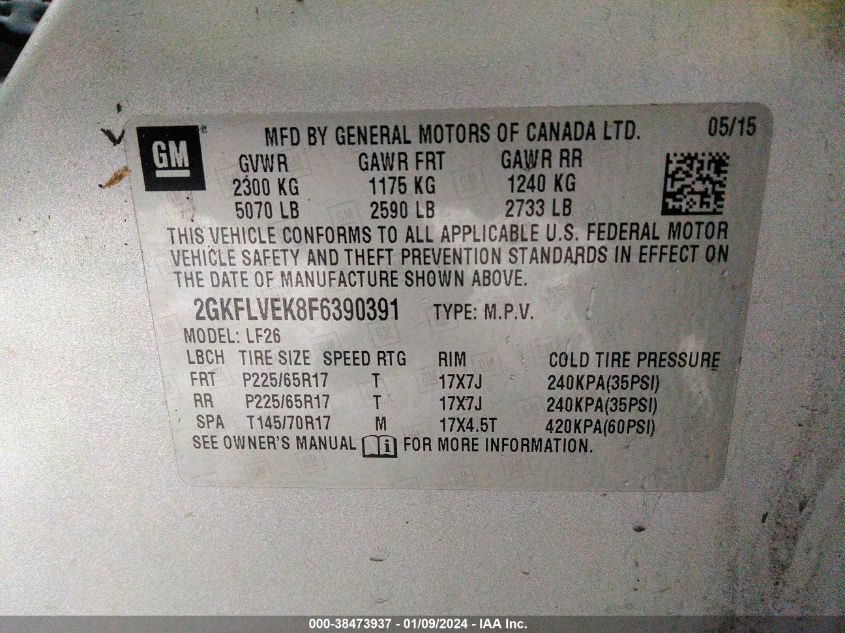 GM ® MFD BY GENERAL MOTORS OF CANADA LTD. 05/15
GVWR GAWR FRT GAWR RR
2300 KG 1175 KG 1240 KG
5070 LB 2590 LB 2733 LB
THIS VEHICLE CONFORMS TO ALL APPLICABLE U.S. FEDERAL MOTOR
VEHICLE SAFETY AND THEFT PREVENTION STANDARDS IN EFFECT ON
THE DATE OF MANUFACTURE SHOWN ABOVE.
2GKFLVEK8F6390391 TYPE: M.P.V.
MODEL: LF26
LBCH TIRE SIZE SPEED RTG RIM COLD TIRE PRESSURE
FRT P225/65R17 T 17X7J 240KPA(35PSI)
RR P225/65R17 T 17X7J 240KPA(35PSI)
SPA T145/70R17 M 17X4.5T 420KPA(60PSI)
SEE OWNER'S MANUAL FOR MORE INFORMATION.
000-38473937 - 01/09/2024 - IAA Inc.